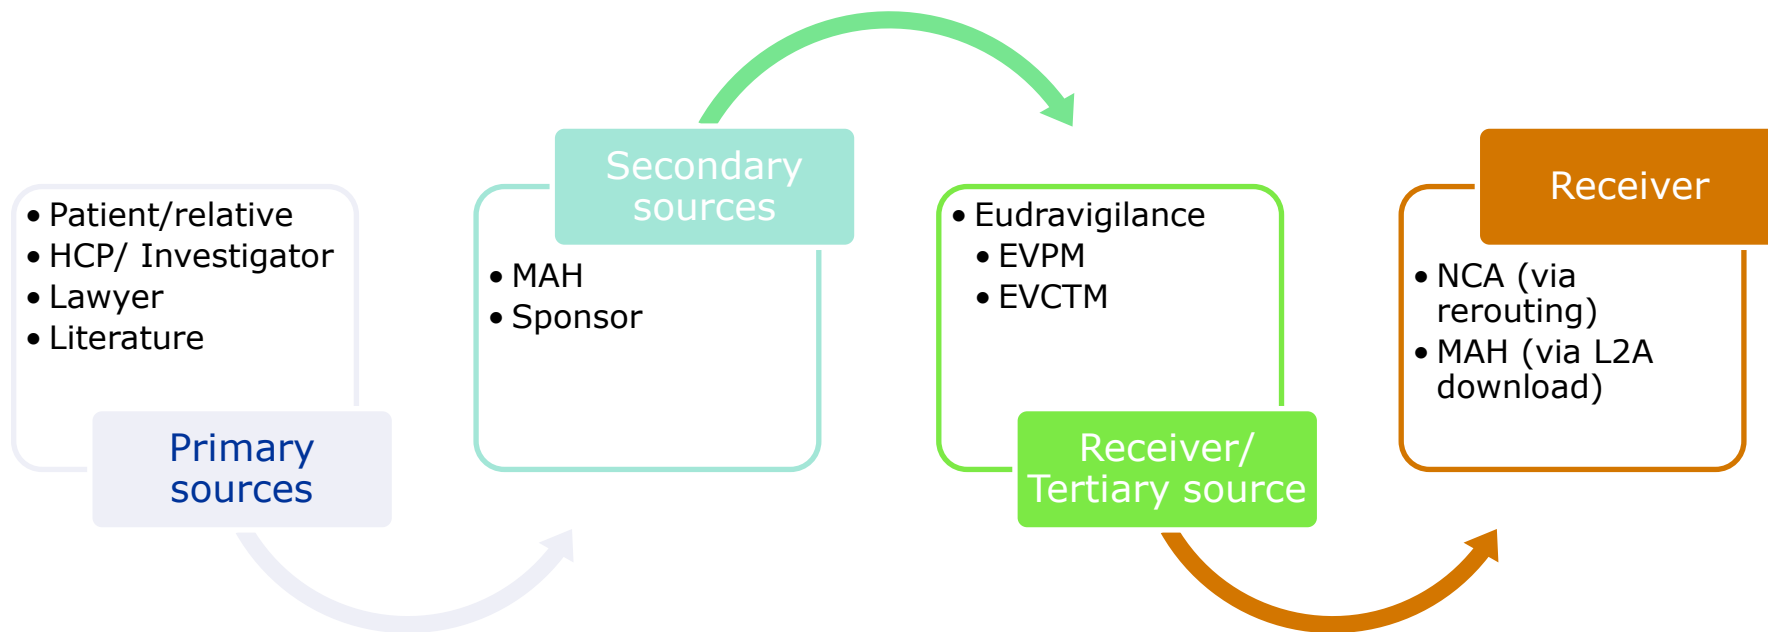 • Patient/relative
• HCP/ Investigator
• Lawyer
• Literature
Primary
sources
Secondary
sources
• MAH
• Sponsor
• Eudravigilance
• EVPM
• EVCTM
Receiver/
Tertiary source
Receiver
• NCA (via
rerouting)
• MAH (via L2A
download)